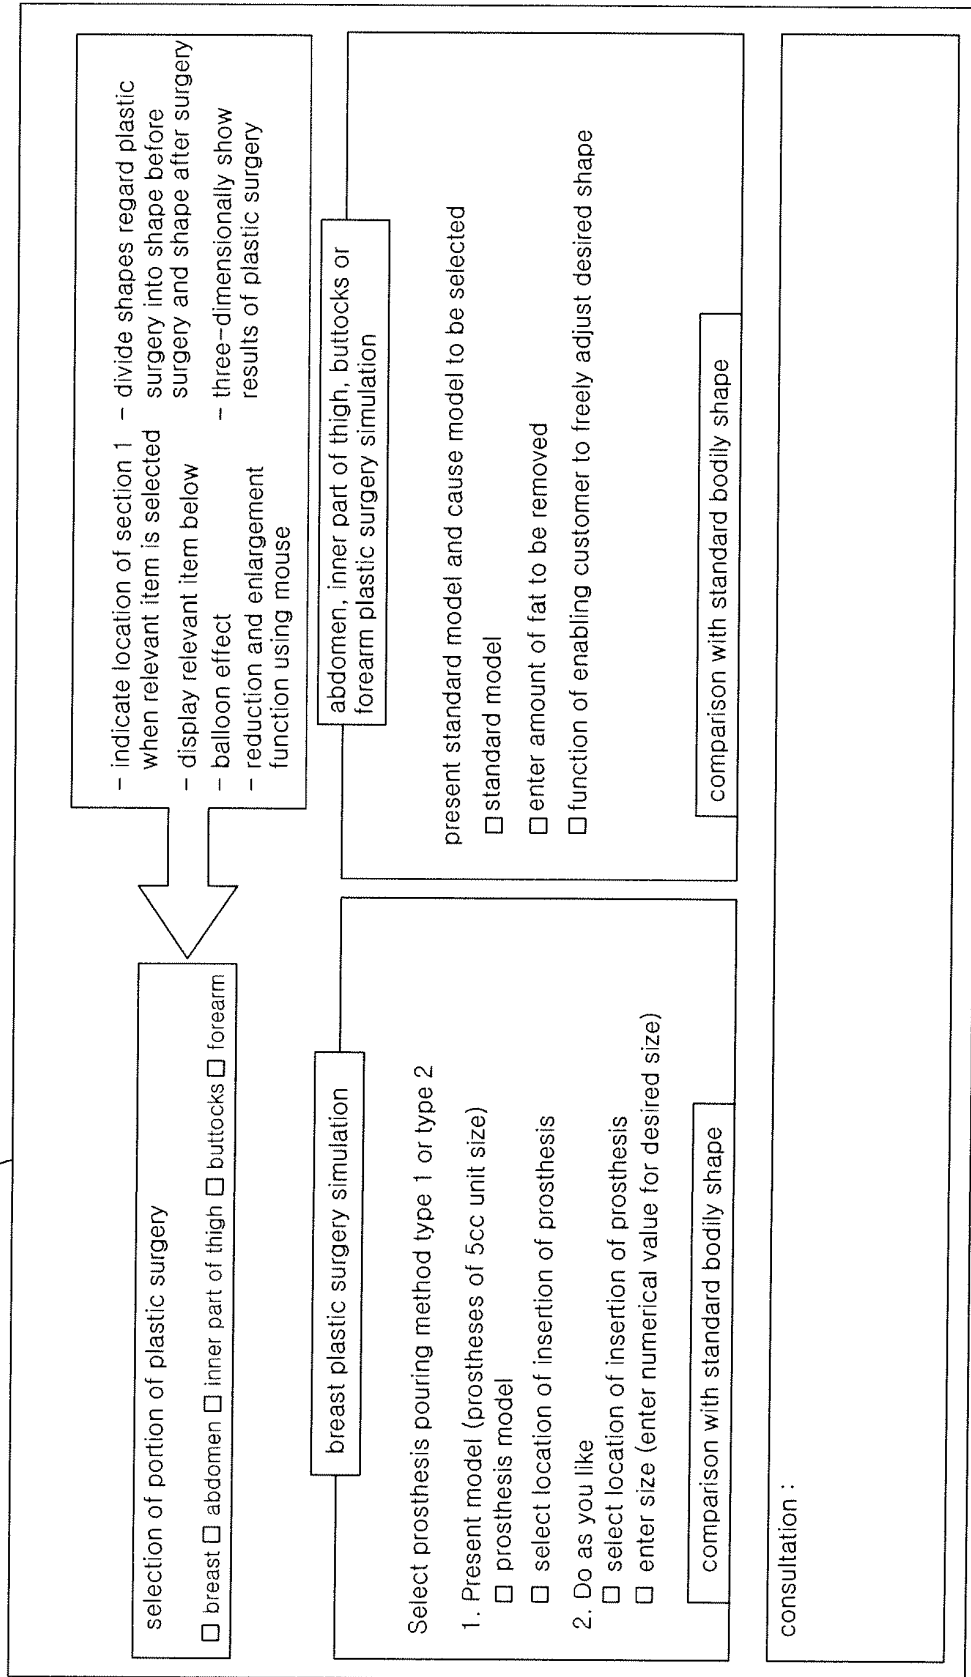 selection of portion of plastic surgery
☐ breast ☐ abdomen ☐ inner part of thigh ☐ buttocks ☐ forearm
– indicate location of section 1
when relevant item is selected
– display relevant item below
– balloon effect
– reduction and enlargement
function using mouse
– divide shapes regard plastic
surgery into shape before
surgery and shape after surgery
– three-dimensionally show
results of plastic surgery
breast plastic surgery simulation
Select prosthesis pouring method type 1 or type 2
1. Present model (prostheses of 5cc unit size)
☐ prosthesis model
☐ select location of insertion of prosthesis
2. Do as you like
☐ select location of insertion of prosthesis
☐ enter size (enter numerical value for desired size)
comparison with standard bodily shape
abdomen, inner part of thigh, buttocks or
forearm plastic surgery simulation
present standard model and cause model to be selected
☐ standard model
☐ enter amount of fat to be removed
☐ function of enabling customer to freely adjust desired shape
comparison with standard bodily shape
consultation :